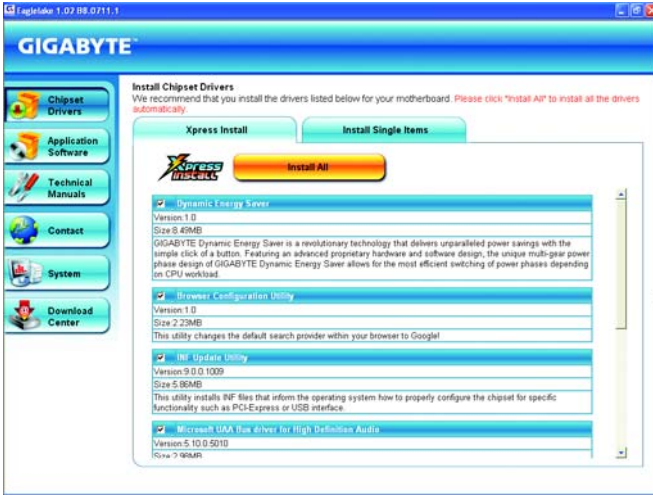 Eaglelake 1.02 B8.0711.1
GIGABYTE™
Chipset
Drivers
Application
Software
Technical
Manuals
Contact
System
Download
Center
Install Chipset Drivers
We recommend that you install the drivers listed below for your motherboard. Please click "Install All" to install all the drivers
automatically.
Xpress Install
Install Single Items
Xpress
Install
Install All
Dynamic Energy Saver
Version:1.0
Size:8.49MB
GIGABYTE Dynamic Energy Saver is a revolutionary technology that delivers unparalleled power savings with the
simple click of a button. Featuring an advanced proprietary hardware and software design, the unique multi-gear power
phase design of GIGABYTE Dynamic Energy Saver allows for the most efficient switching of power phases depending
on CPU workload.
Browser Configuration Utility
Version:1.0
Size:2.23MB
This utility changes the default search provider within your browser to Google!
INF Update Utility
Version:9.0.0.1009
Size:5.86MB
This utility installs INF files that inform the operating system how to properly configure the chipset for specific
functionality such as PCI-Express or USB interface.
Microsoft UAA Bus driver for High Definition Audio
Version:5.10.0.5010
Size:2.98MB